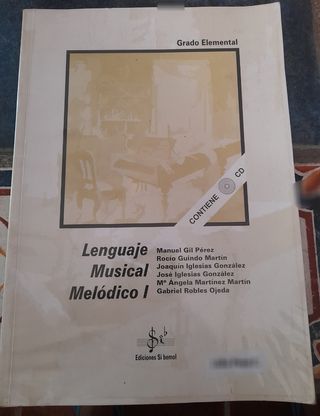 Grado Elemental
CONTIENE CD
Lenguaje
Musical
Melódico I
Manuel Gil Pérez
Rocío Guindo Martín
Joaquín Iglesias González
José Iglesias González
Mª Ángela Martínez Martín
Gabriel Robles Ojeda
Si
Ediciones Si bemol